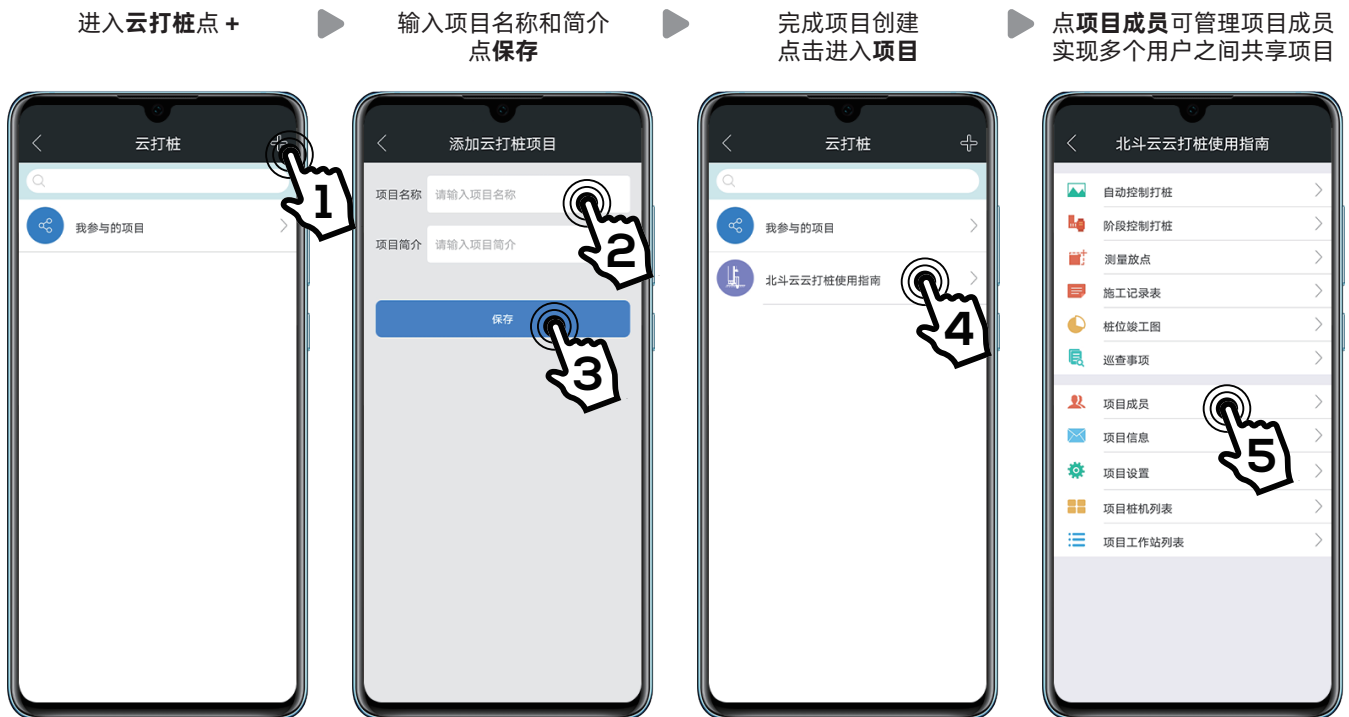 进入云打桩点 +
输入项目名称和简介
点保存
完成项目创建
点击进入项目
点项目成员可管理项目成员
实现多个用户之间共享项目
云打桩
我参与的项目
1
添加云打桩项目
项目名称 请输入项目名称
2
项目简介 请输入项目简介
保存
3
云打桩
我参与的项目
北斗云云打桩使用指南
4
北斗云云打桩使用指南
自动控制打桩
阶段控制打桩
测量放点
施工记录表
桩位竣工图
巡查事项
项目成员
项目信息
5
项目设置
项目桩机列表
项目工作站列表